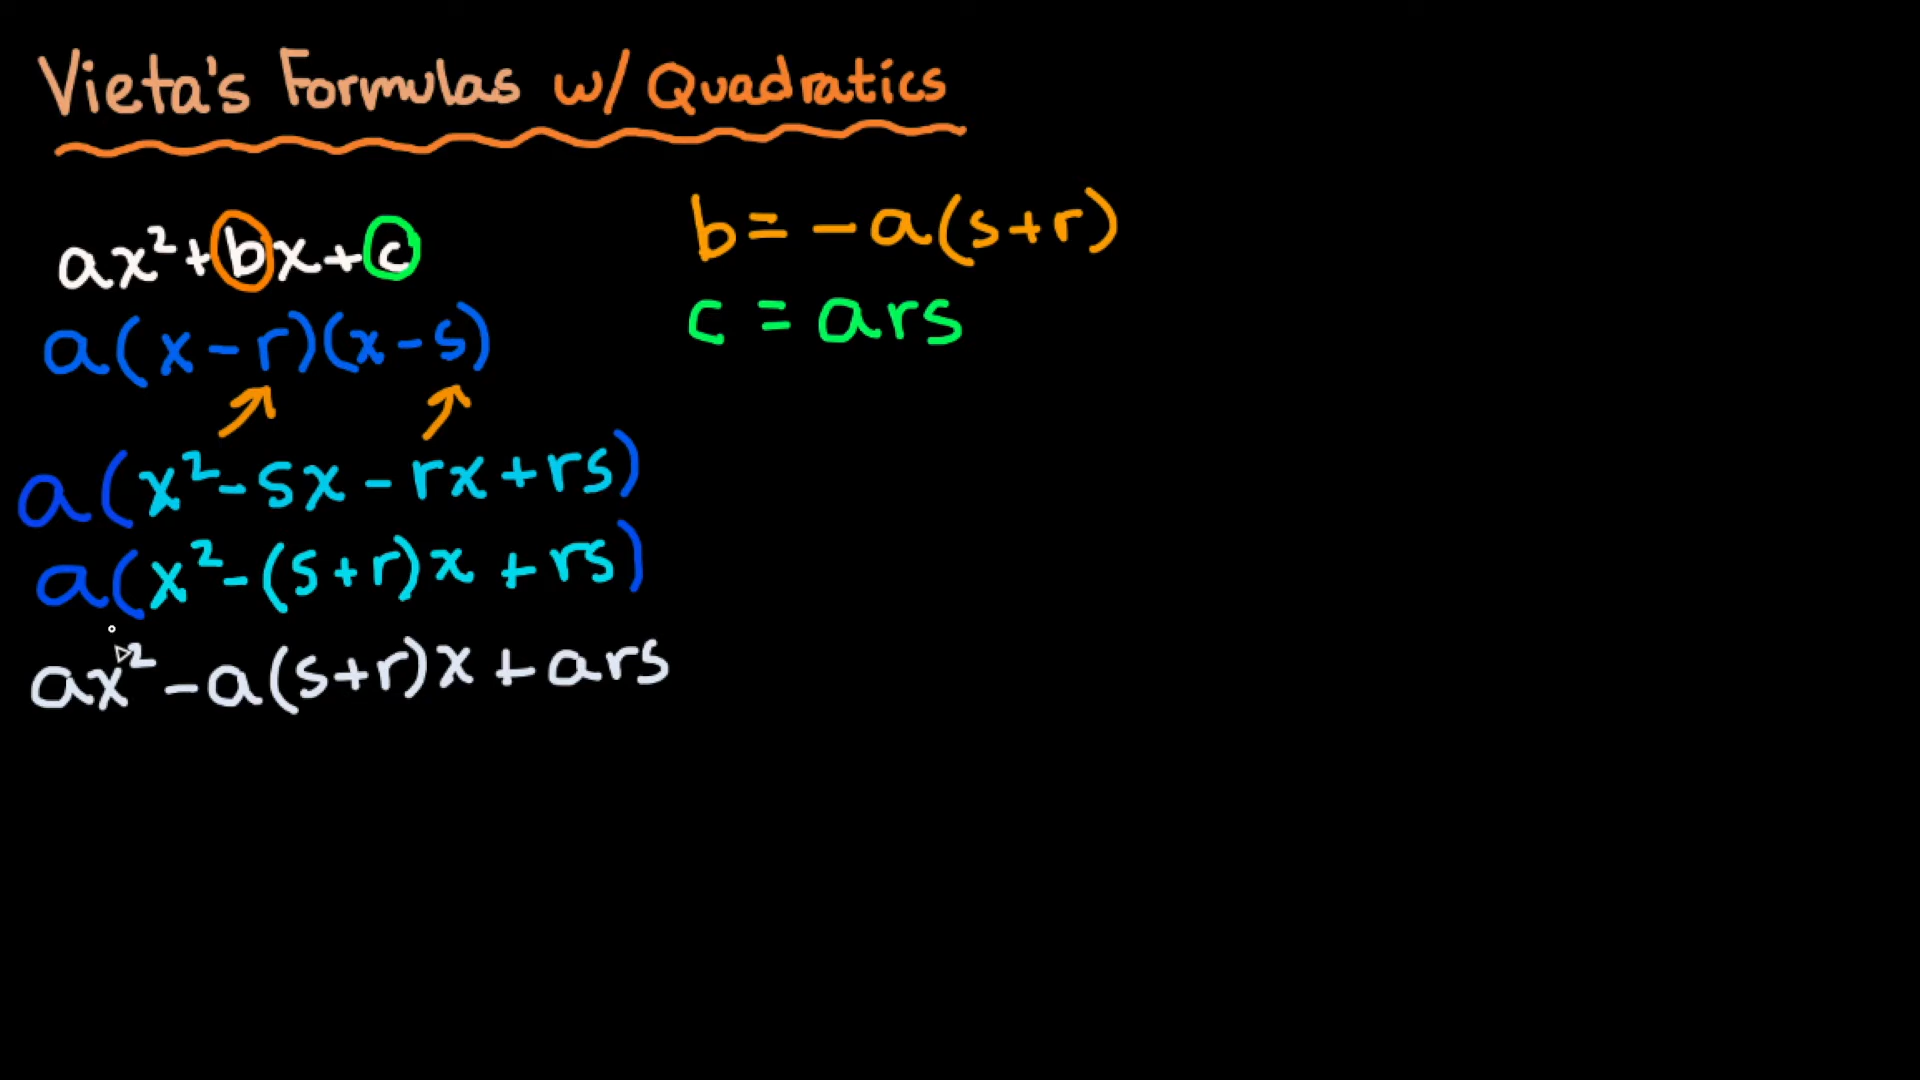 Vieta's Formulas w/ Quadratics
ax²+bx+c
a(x-r)(x-s)
a(x²-sx-rx+rs)
a(x²-(s+r)x+rs)
ax²-a(s+r)x+ars
b=-a(s+r)
c=ars